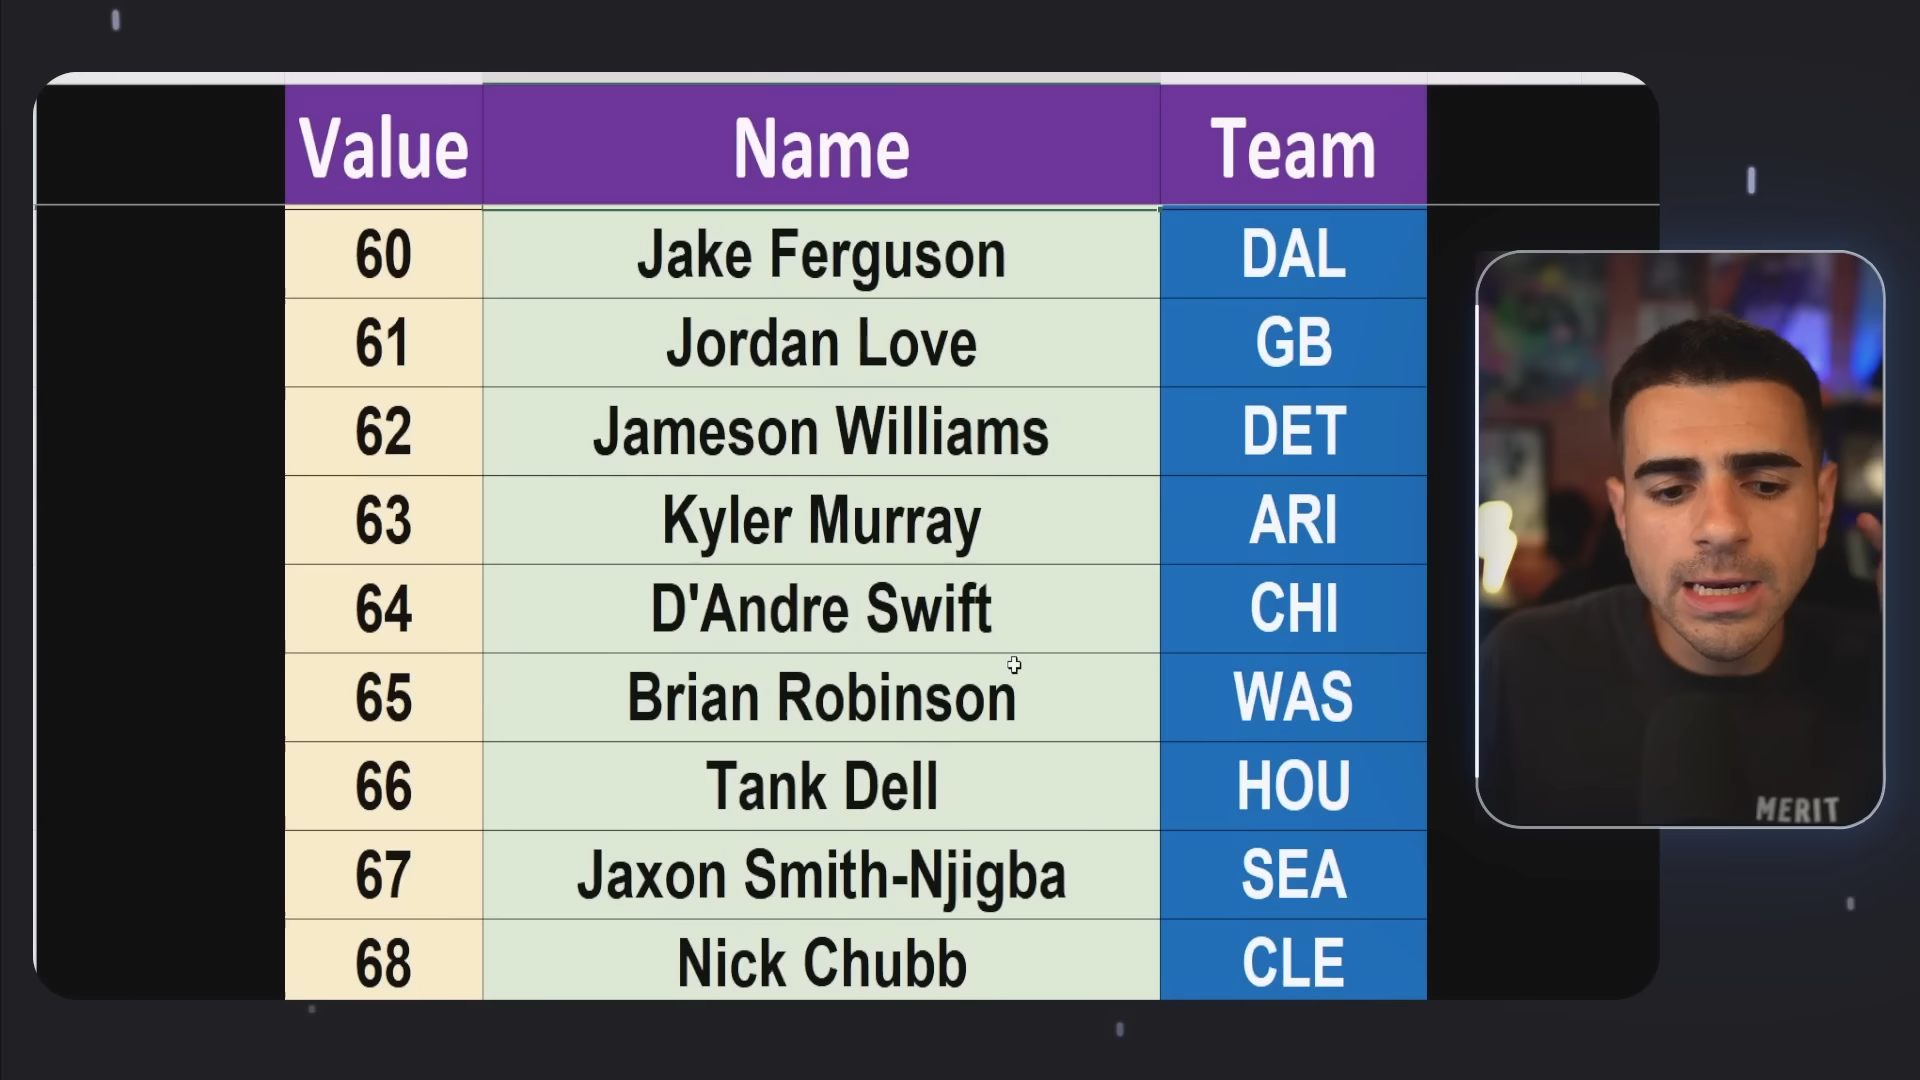 Value Name Team
60 Jake Ferguson DAL
61 Jordan Love GB
62 Jameson Williams DET
63 Kyler Murray ARI
64 D'Andre Swift CHI
65 Brian Robinson WAS
66 Tank Dell HOU
67 Jaxon Smith-Njigba SEA
68 Nick Chubb CLE
MERIT